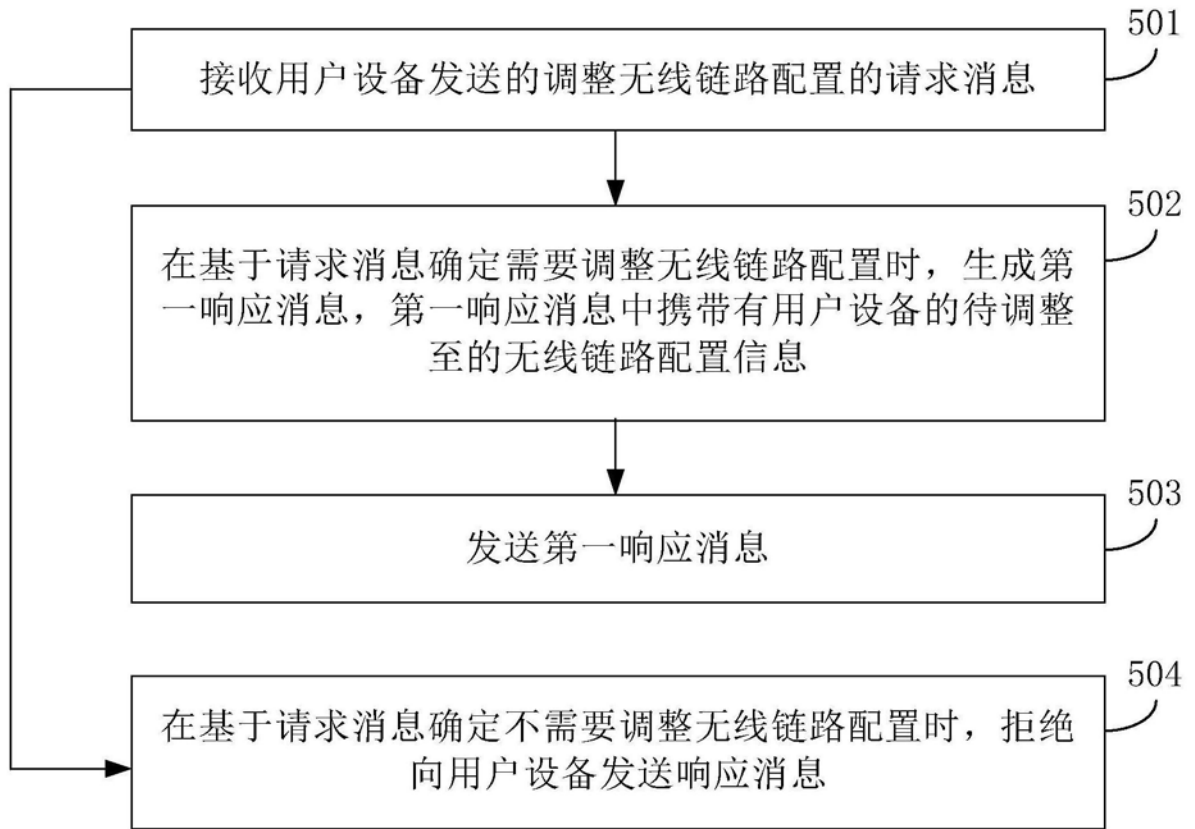 501
接收用户设备发送的调整无线链路配置的请求消息
502
在基于请求消息确定需要调整无线链路配置时，生成第
一响应消息，第一响应消息中携带有用户设备的待调整
至的无线链路配置信息
503
发送第一响应消息
504
在基于请求消息确定不需要调整无线链路配置时，拒绝
向用户设备发送响应消息